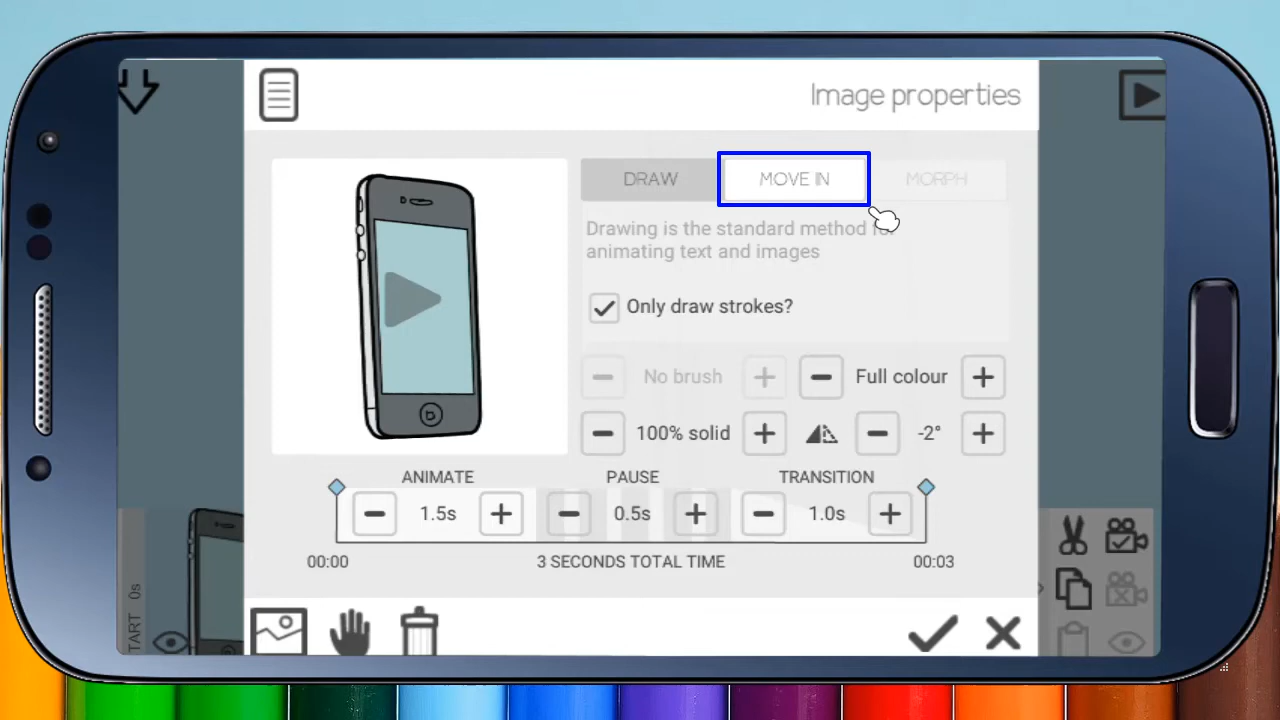 Image properties
DRAW
MOVE IN
MORPH
Drawing is the standard method
animating text and images
Only draw strokes?
No brush
Full colour
100% solid
-2°
ANIMATE
PAUSE
TRANSITION
1.5s
0.5s
1.0s
00:00
3 SECONDS TOTAL TIME
00:03
TART 0s